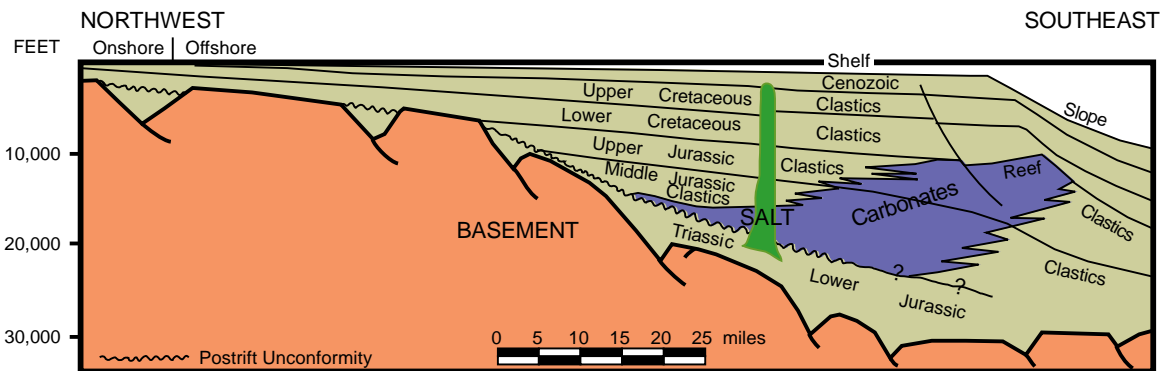 NORTHWEST
SOUTHEAST
FEET
Onshore
Offshore
Shelf
Cenozoic
Upper Cretaceous
Clastics
Slope
Lower Cretaceous
Clastics
10,000
Upper Jurassic
Clastics
Reef
Middle Jurassic
Clastics
Carbonates
SALT
Clastics
BASEMENT
20,000
Triassic
Lower
?
?
Clastics
Jurassic
30,000
0 5 10 15 20 25 miles
Postrift Unconformity